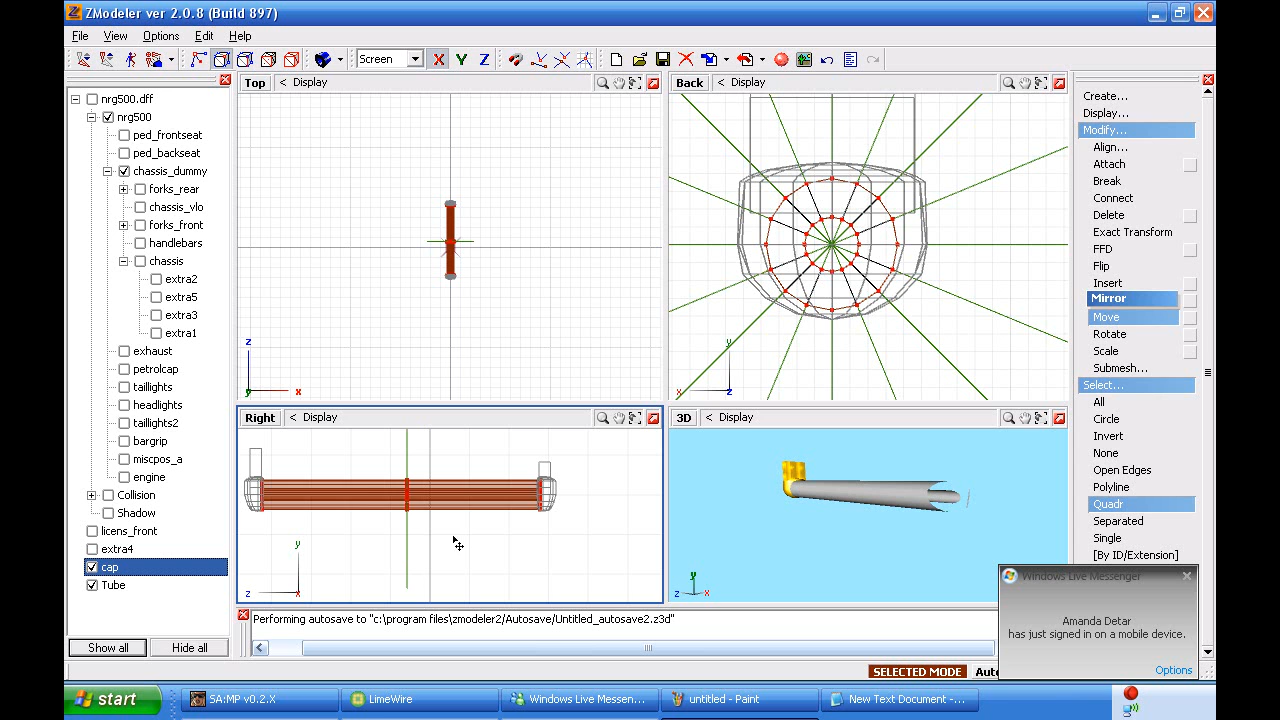 ZModeler ver 2.0.8 (Build 897)
File View Options Edit Help
Screen X Y Z
nrg500.dff
nrg500
ped_frontseat
ped_backseat
chassis_dummy
forks_rear
chassis_vlo
forks_front
handlebars
chassis
extra2
extra5
extra3
extra1
exhaust
petrolcap
taillights
headlights
taillights2
bargrip
miscpos_a
engine
Collision
Shadow
licens_front
extra4
cap
Tube
Show all Hide all
Top < Display
z
y x
Back < Display
y
x z
Right < Display
y
z x
3D < Display
y
z x
Create...
Display...
Modify...
Align...
Attach
Break
Connect
Delete
Exact Transform
FFD
Flip
Insert
Mirror
Move
Rotate
Scale
Submesh...
Select...
All
Circle
Invert
None
Open Edges
Polyline
Quadr
Separated
Single
[By ID/Extension]
Performing autosave to "c:\program files\zmodeler2/Autosave/Untitled_autosave2.z3d"
SELECTED MODE Auto
Windows Live Messenger
Amanda Detar
has just signed in on a mobile device.
Options
start SA:MP v0.2.X LimeWire Windows Live Messen... untitled - Paint New Text Document -...